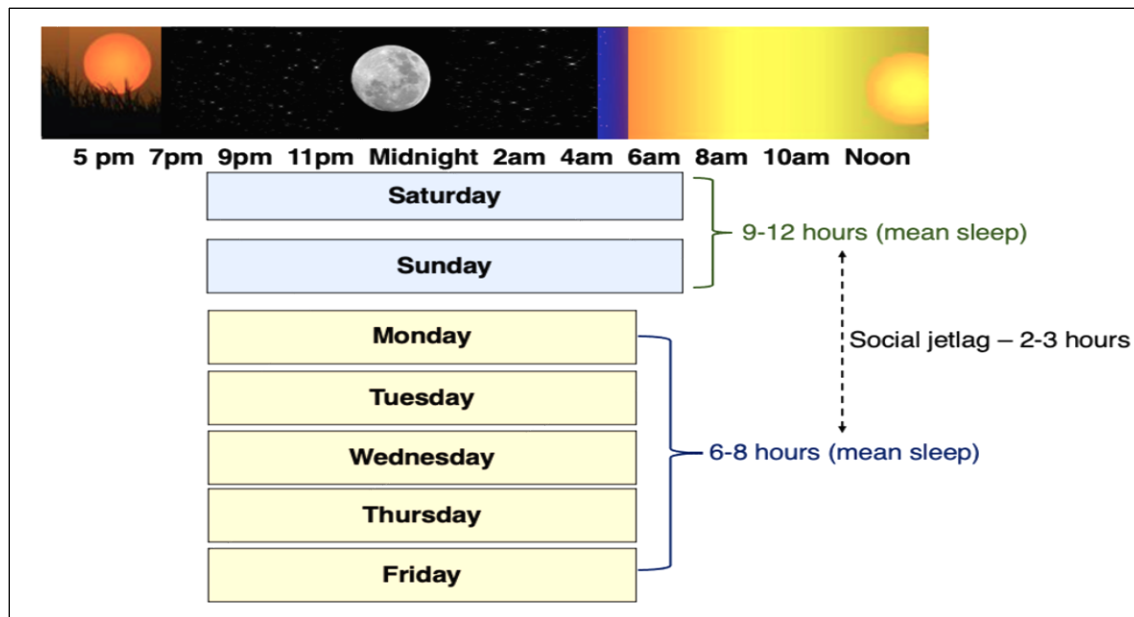 5 pm 7pm 9pm 11pm Midnight 2am 4am 6am 8am 10am Noon
Saturday
9-12 hours (mean sleep)
Sunday
Monday
Social jetlag – 2-3 hours
Tuesday
Wednesday
6-8 hours (mean sleep)
Thursday
Friday